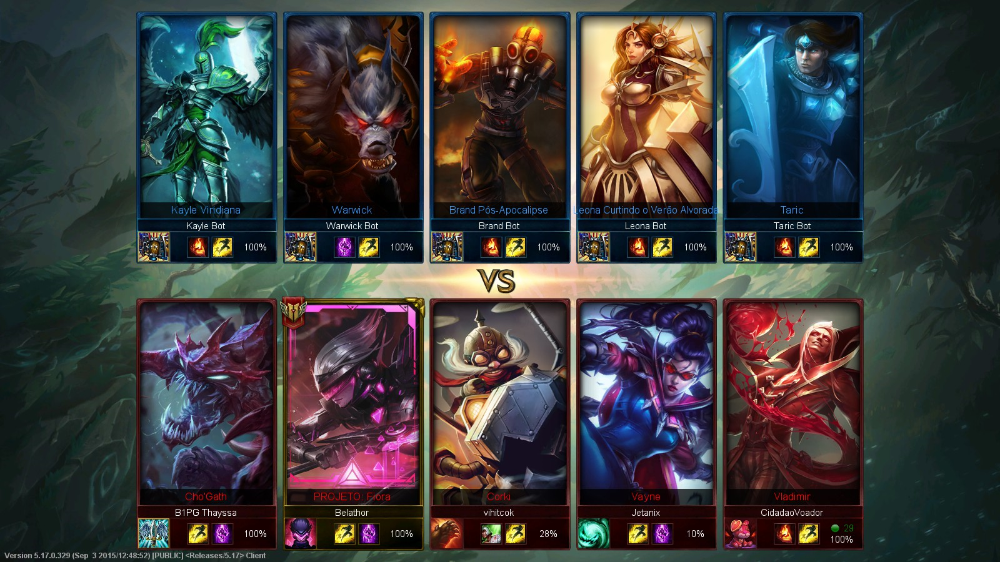 Kayle Viridiana
Warwick
Brand Pós-Apocalipse
Leona Curtindo o Verão Alvorada
Taric
Kayle Bot
Warwick Bot
Brand Bot
Leona Bot
Taric Bot
100%
100%
100%
100%
100%
VS
Cho'Gath
PROJETO: Fiora
Corki
Vayne
Vladimir
B1PG Thayssa
Belathor
vihitcok
Jetanix
CidadaoVoador
100%
100%
28%
10%
29
100%
Version 5.17.0.329 (Sep 3 2015/12:48:52) [PUBLIC] <Releases/5.17> Client